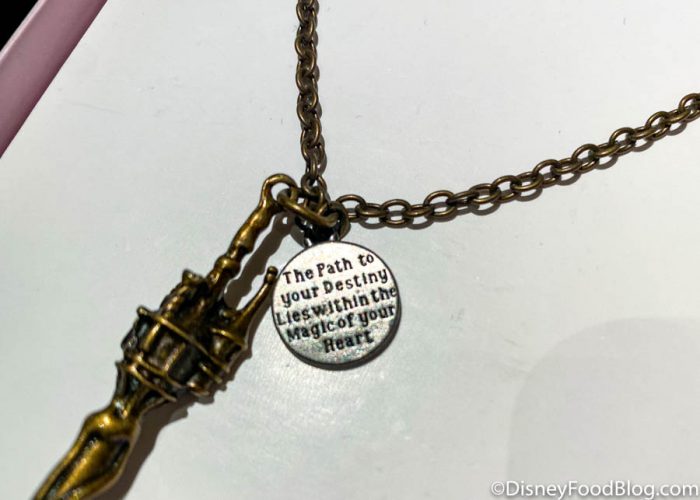 The Path to
your Destiny
Lies within the
Magic of your
Heart
©DisneyFoodBlog.com